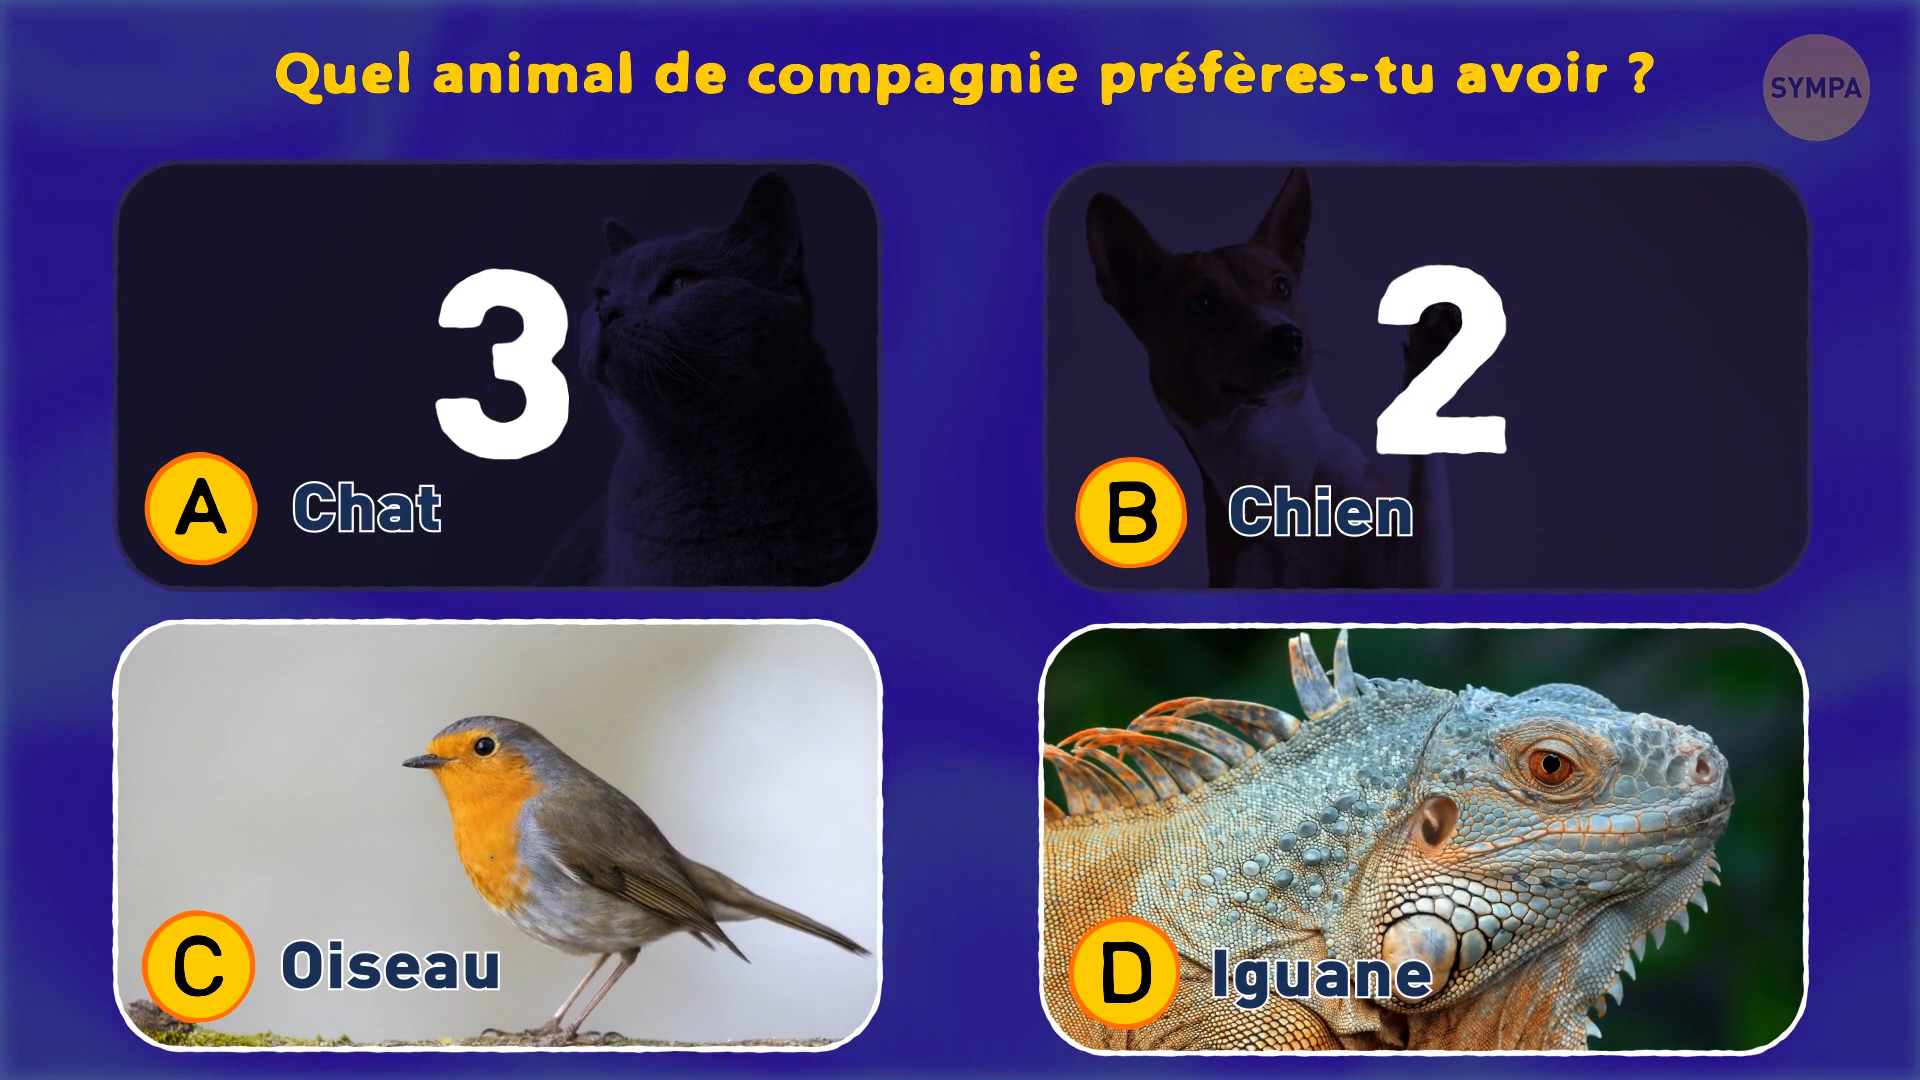 Quel animal de compagnie préfères-tu avoir ?
SYMPA
3
2
A Chat
B Chien
C Oiseau
D Iguane